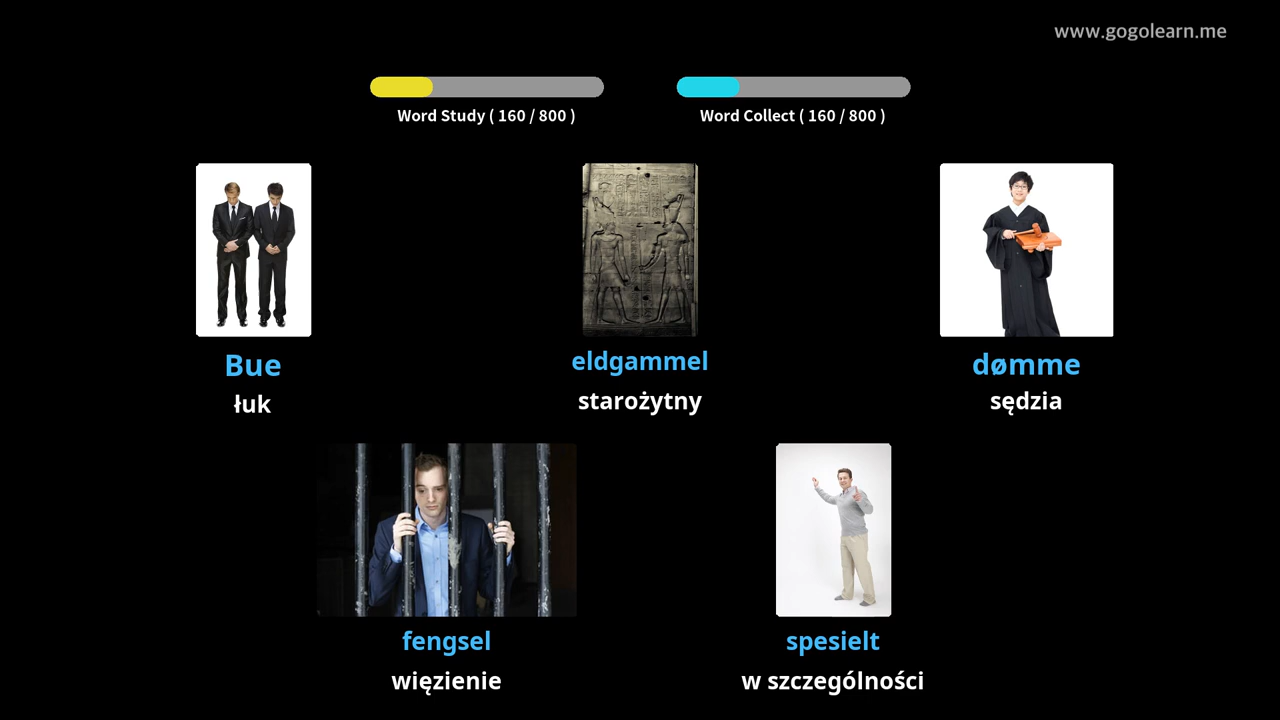 www.gogolearn.me
Word Study ( 160 / 800 )
Word Collect ( 160 / 800 )
Bue
łuk
eldgammel
starożytny
dømme
sędzia
fengsel
więzienie
spesielt
w szczególności